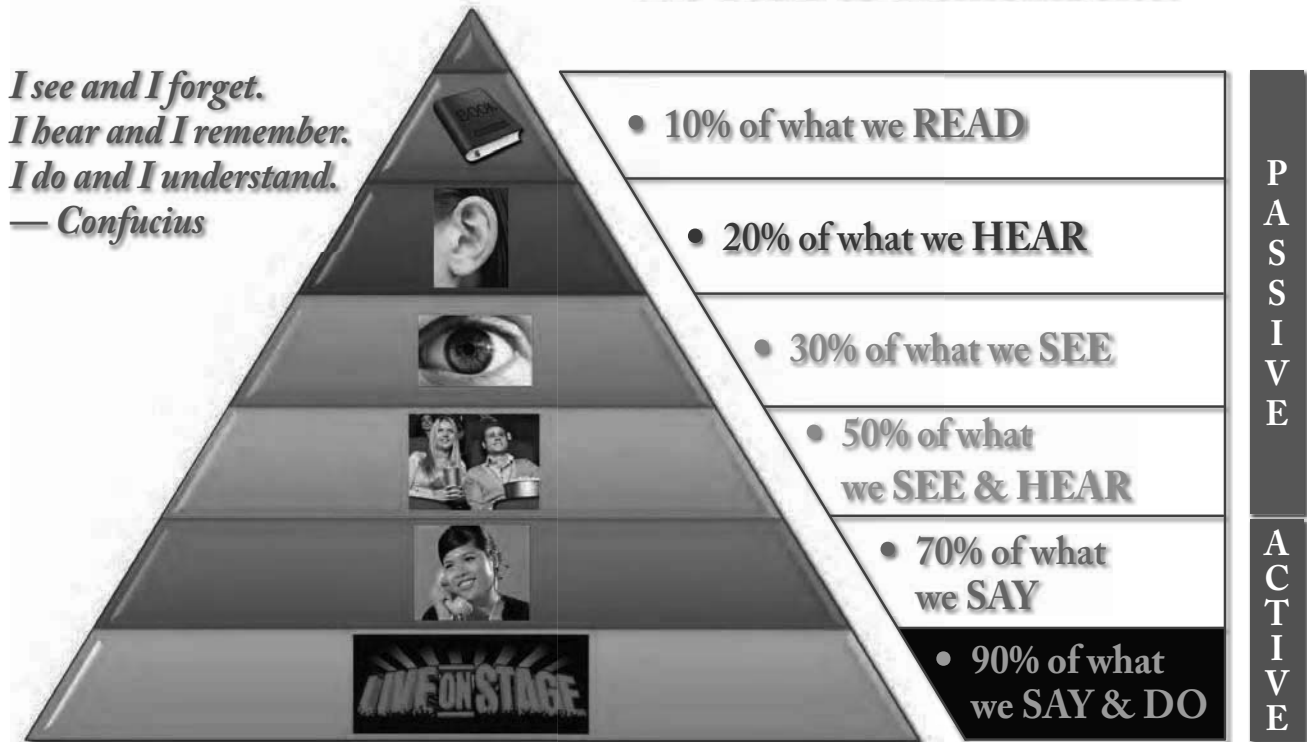 I see and I forget.
I hear and I remember.
I do and I understand.
— Confucius
BOOK
• 10% of what we READ
• 20% of what we HEAR
• 30% of what we SEE
• 50% of what
we SEE & HEAR
• 70% of what
we SAY
LIVE ON STAGE
• 90% of what
we SAY & DO
PASSIVE
ACTIVE